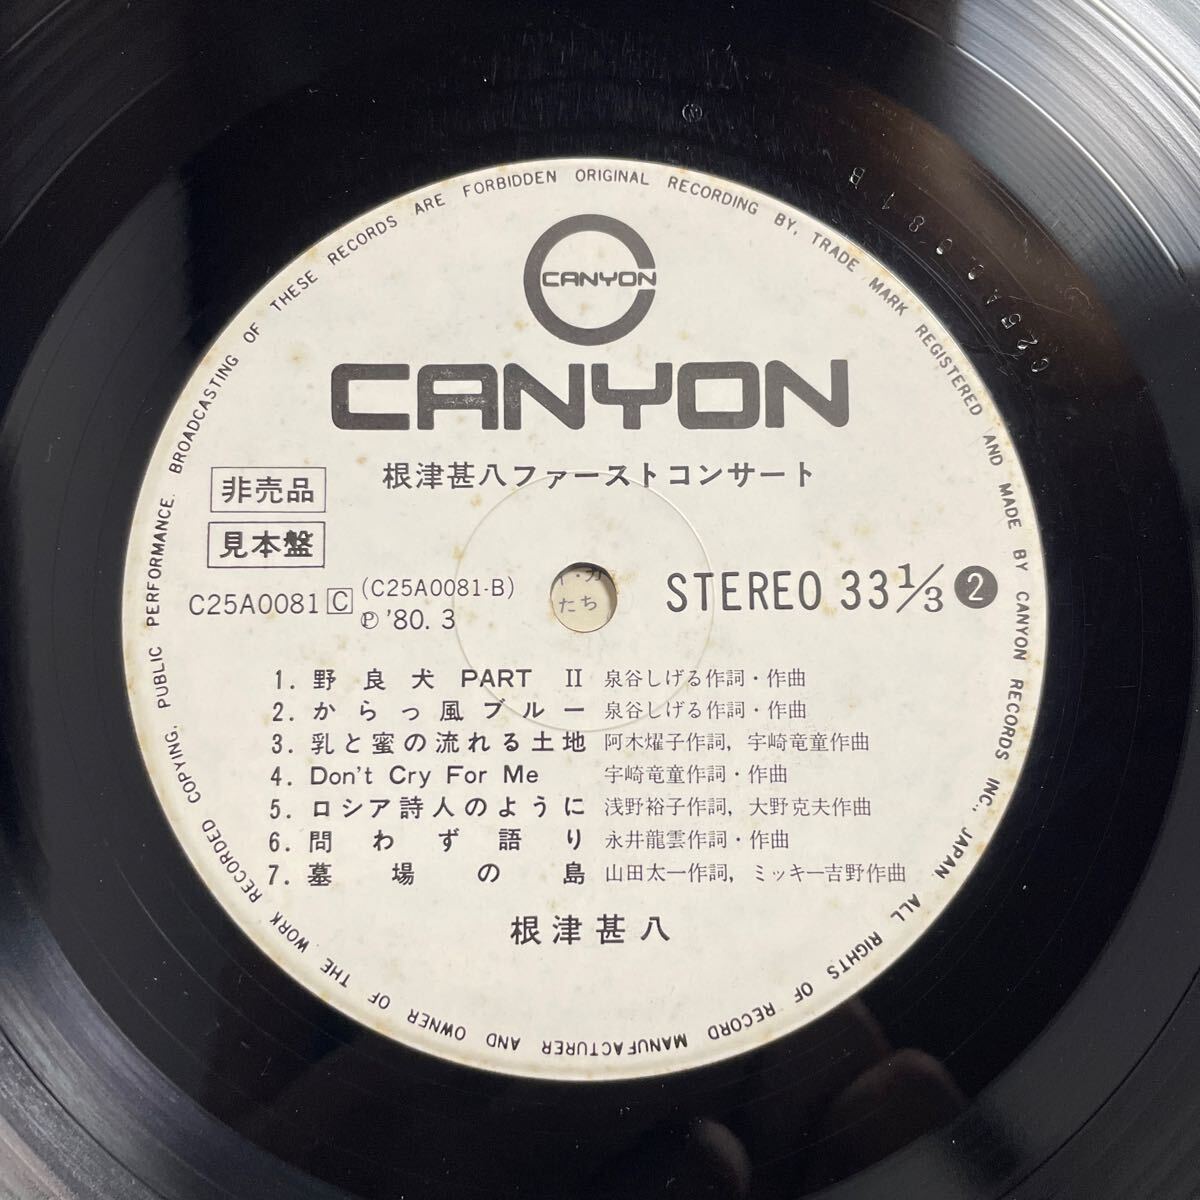 COPYING, PUBLIC PERFORMANCE, BROADCASTING OF THESE RECORDS ARE FORBIDDEN ORIGINAL RECORDING BY, TRADE MARK REGISTERED AND MADE BY CANYON RECORDS INC., JAPAN. ALL RIGHTS OF RECORD MANUFACTURER AND OWNER OF THE WORK RECORDED
CANYON
CANYON
根津甚八ファーストコンサート
非売品
見本盤
C25A0081 C (C25A0081-B)
Ⓟ '80. 3
STEREO 33 1/3 2
1. 野良犬 PART II 泉谷しげる作詞・作曲
2. からっ風ブルー 泉谷しげる作詞・作曲
3. 乳と蜜の流れる土地 阿木燿子作詞, 宇崎竜童作曲
4. Don't Cry For Me 宇崎竜童作詞・作曲
5. ロシア詩人のように 浅野裕子作詞, 大野克夫作曲
6. 問わず語り 永井龍雲作詞・作曲
7. 墓場の島 山田太一作詞, ミッキー吉野作曲
根津甚八
たち
C25A0081B